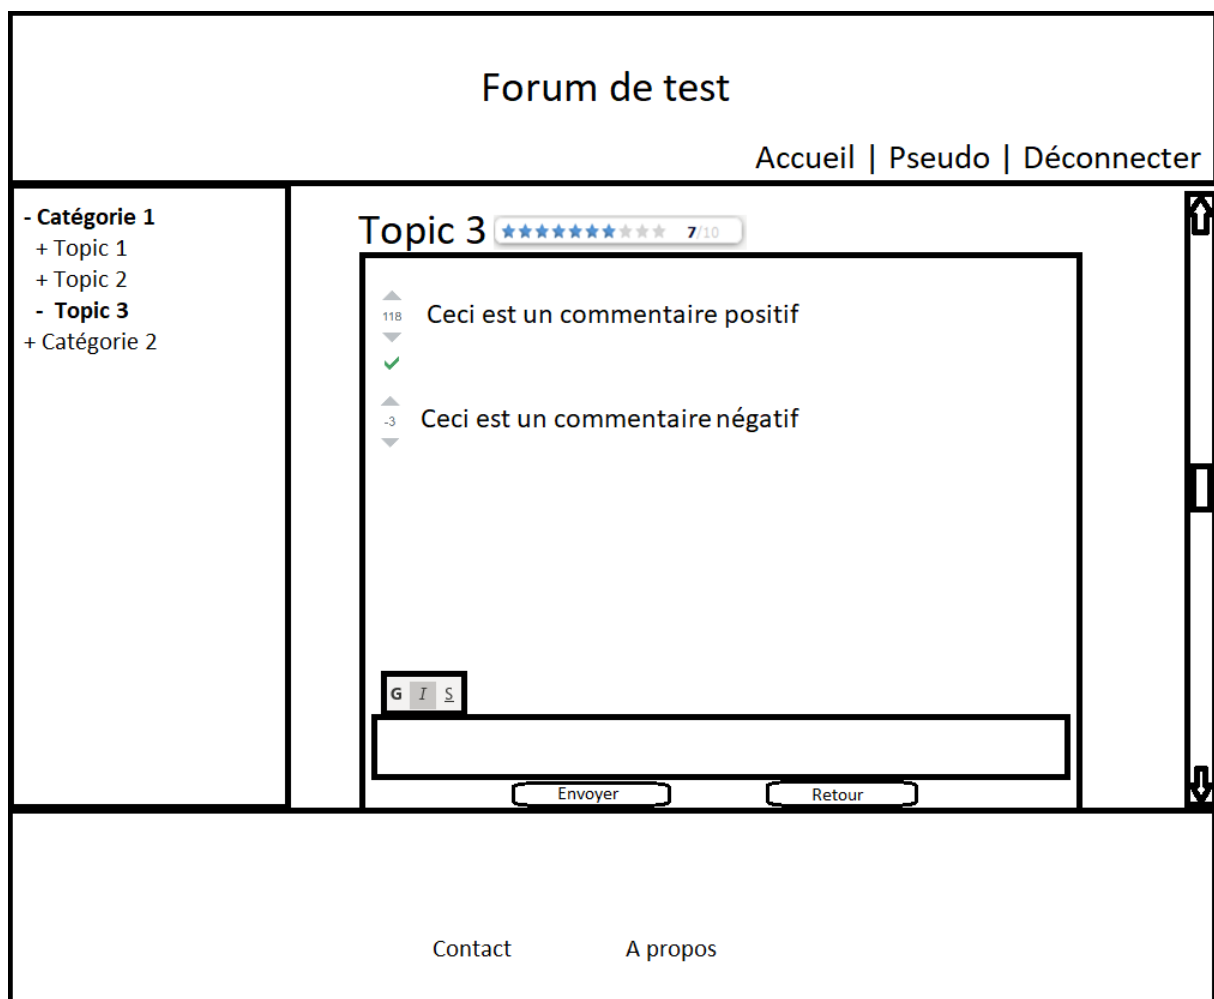 Forum de test
Accueil | Pseudo | Déconnecter
- Catégorie 1
+ Topic 1
+ Topic 2
- Topic 3
+ Catégorie 2
Topic 3 7/10
118
Ceci est un commentaire positif
-3
Ceci est un commentaire négatif
G I S
Envoyer
Retour
Contact
A propos